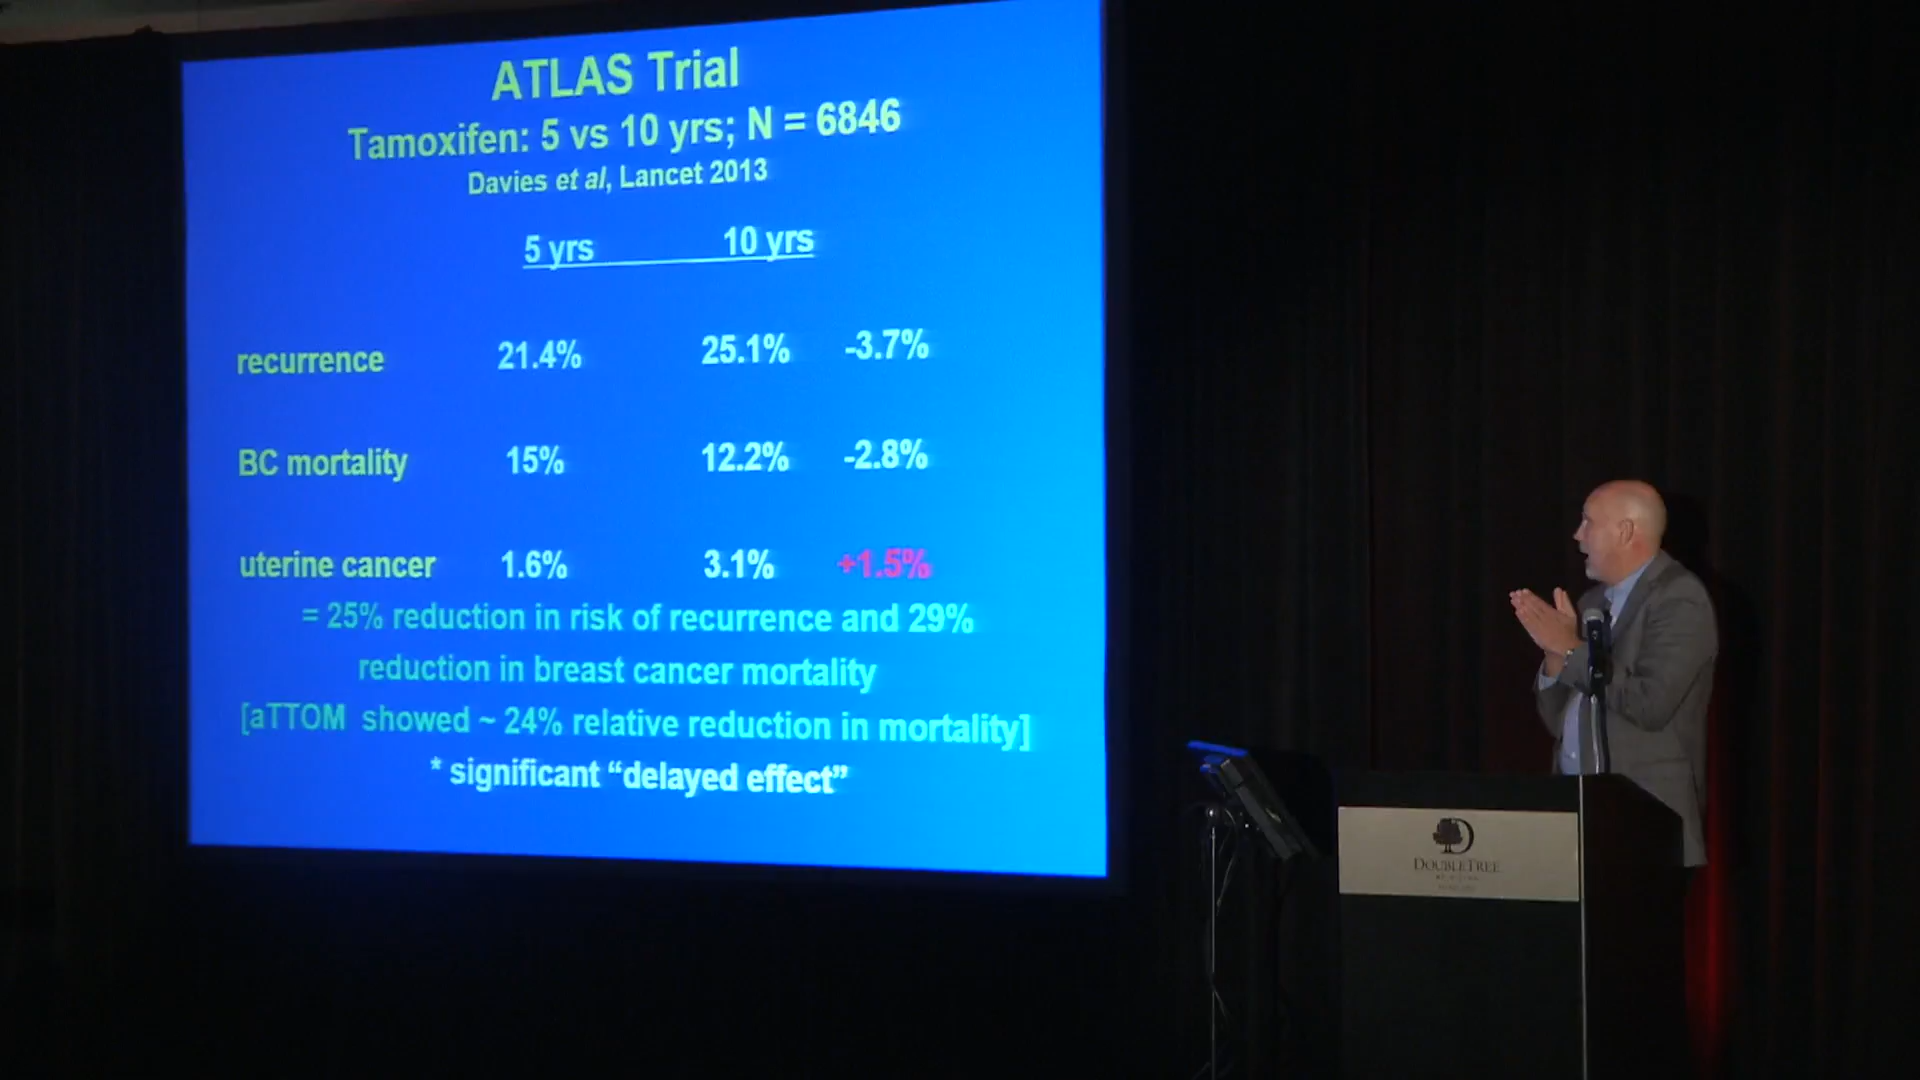 ATLAS Trial
Tamoxifen: 5 vs 10 yrs; N = 6846
Davies et al, Lancet 2013
5 yrs 10 yrs
recurrence 21.4% 25.1% -3.7%
BC mortality 15% 12.2% -2.8%
uterine cancer 1.6% 3.1% +1.5%
= 25% reduction in risk of recurrence and 29%
reduction in breast cancer mortality
[aTTOM showed ~ 24% relative reduction in mortality]
* significant “delayed effect”
D
DOUBLETREE